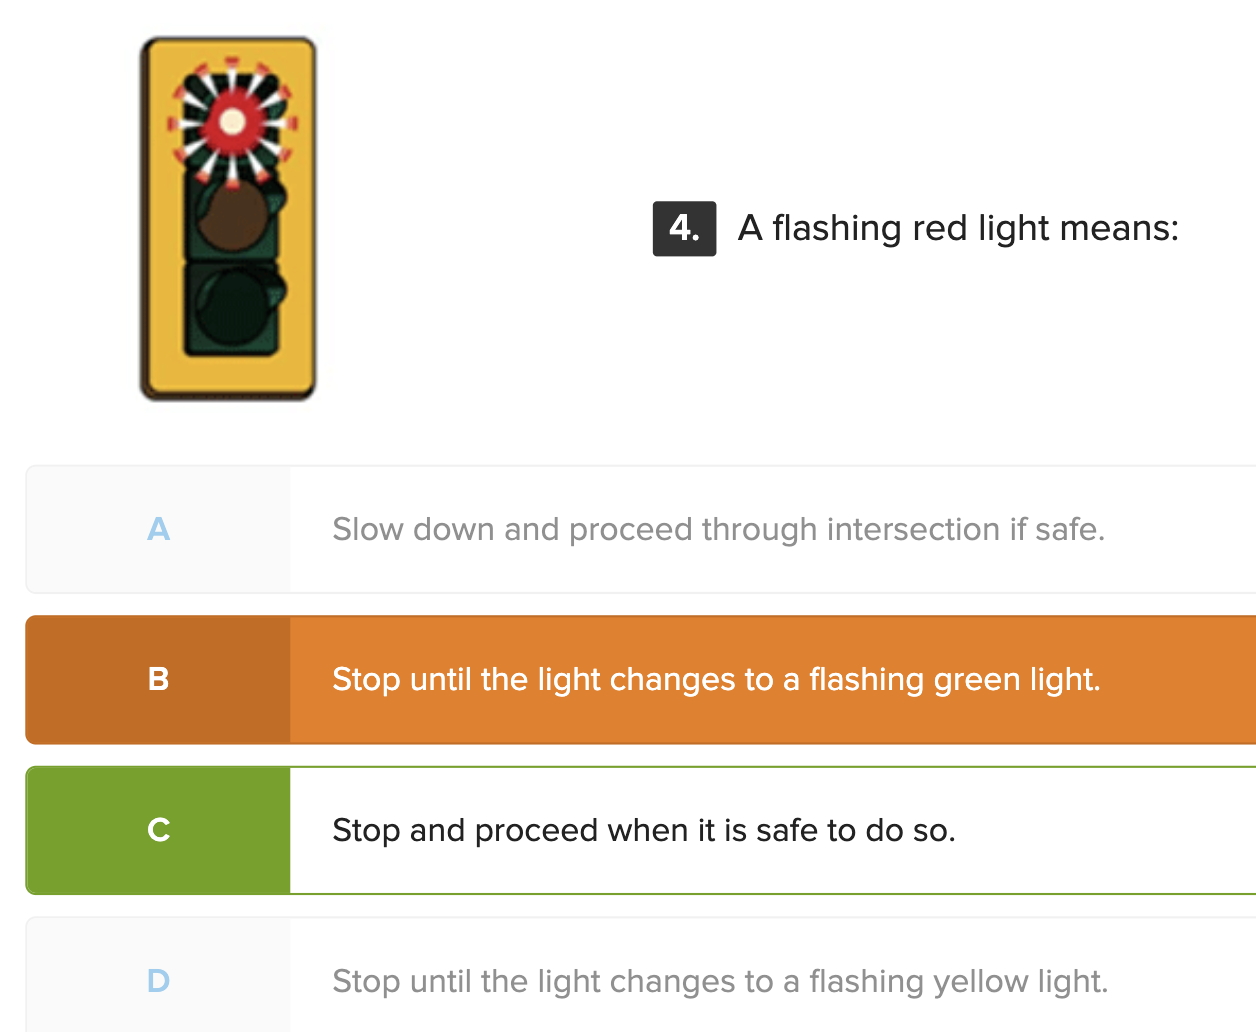 4. A flashing red light means:
A Slow down and proceed through intersection if safe.
B Stop until the light changes to a flashing green light.
C Stop and proceed when it is safe to do so.
D Stop until the light changes to a flashing yellow light.